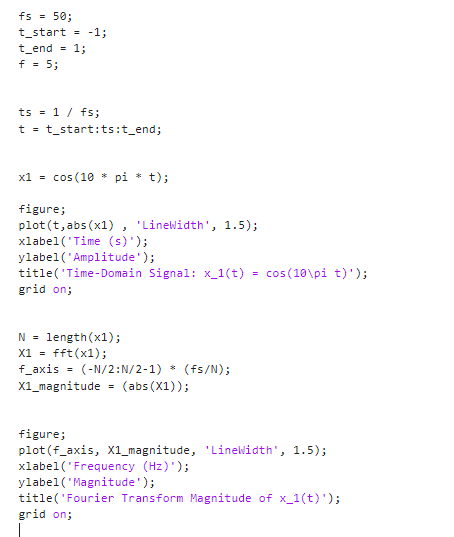 fs = 50;
t_start = -1;
t_end = 1;
f = 5;
ts = 1 / fs;
t = t_start:ts:t_end;
x1 = cos(10 * pi * t);
figure;
plot(t,abs(x1) , 'LineWidth', 1.5);
xlabel('Time (s)');
ylabel('Amplitude');
title('Time-Domain Signal: x_1(t) = cos(10\pi t)');
grid on;
N = length(x1);
X1 = fft(x1);
f_axis = (-N/2:N/2-1) * (fs/N);
X1_magnitude = (abs(X1));
figure;
plot(f_axis, X1_magnitude, 'LineWidth', 1.5);
xlabel('Frequency (Hz)');
ylabel('Magnitude');
title('Fourier Transform Magnitude of x_1(t)');
grid on;